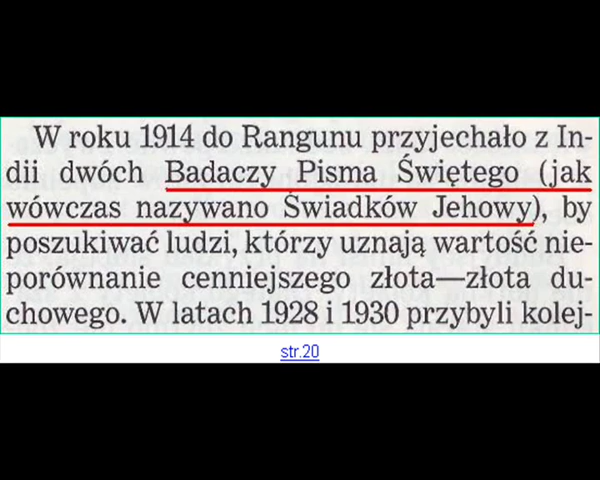 W roku 1914 do Rangunu przyjechało z In-
dii dwóch Badaczy Pisma Świętego (jak
wówczas nazywano Świadków Jehowy), by
poszukiwać ludzi, którzy uznają wartość nie-
porównanie cenniejszego złota—złota du-
chowego. W latach 1928 i 1930 przybyli kolej-
str.20